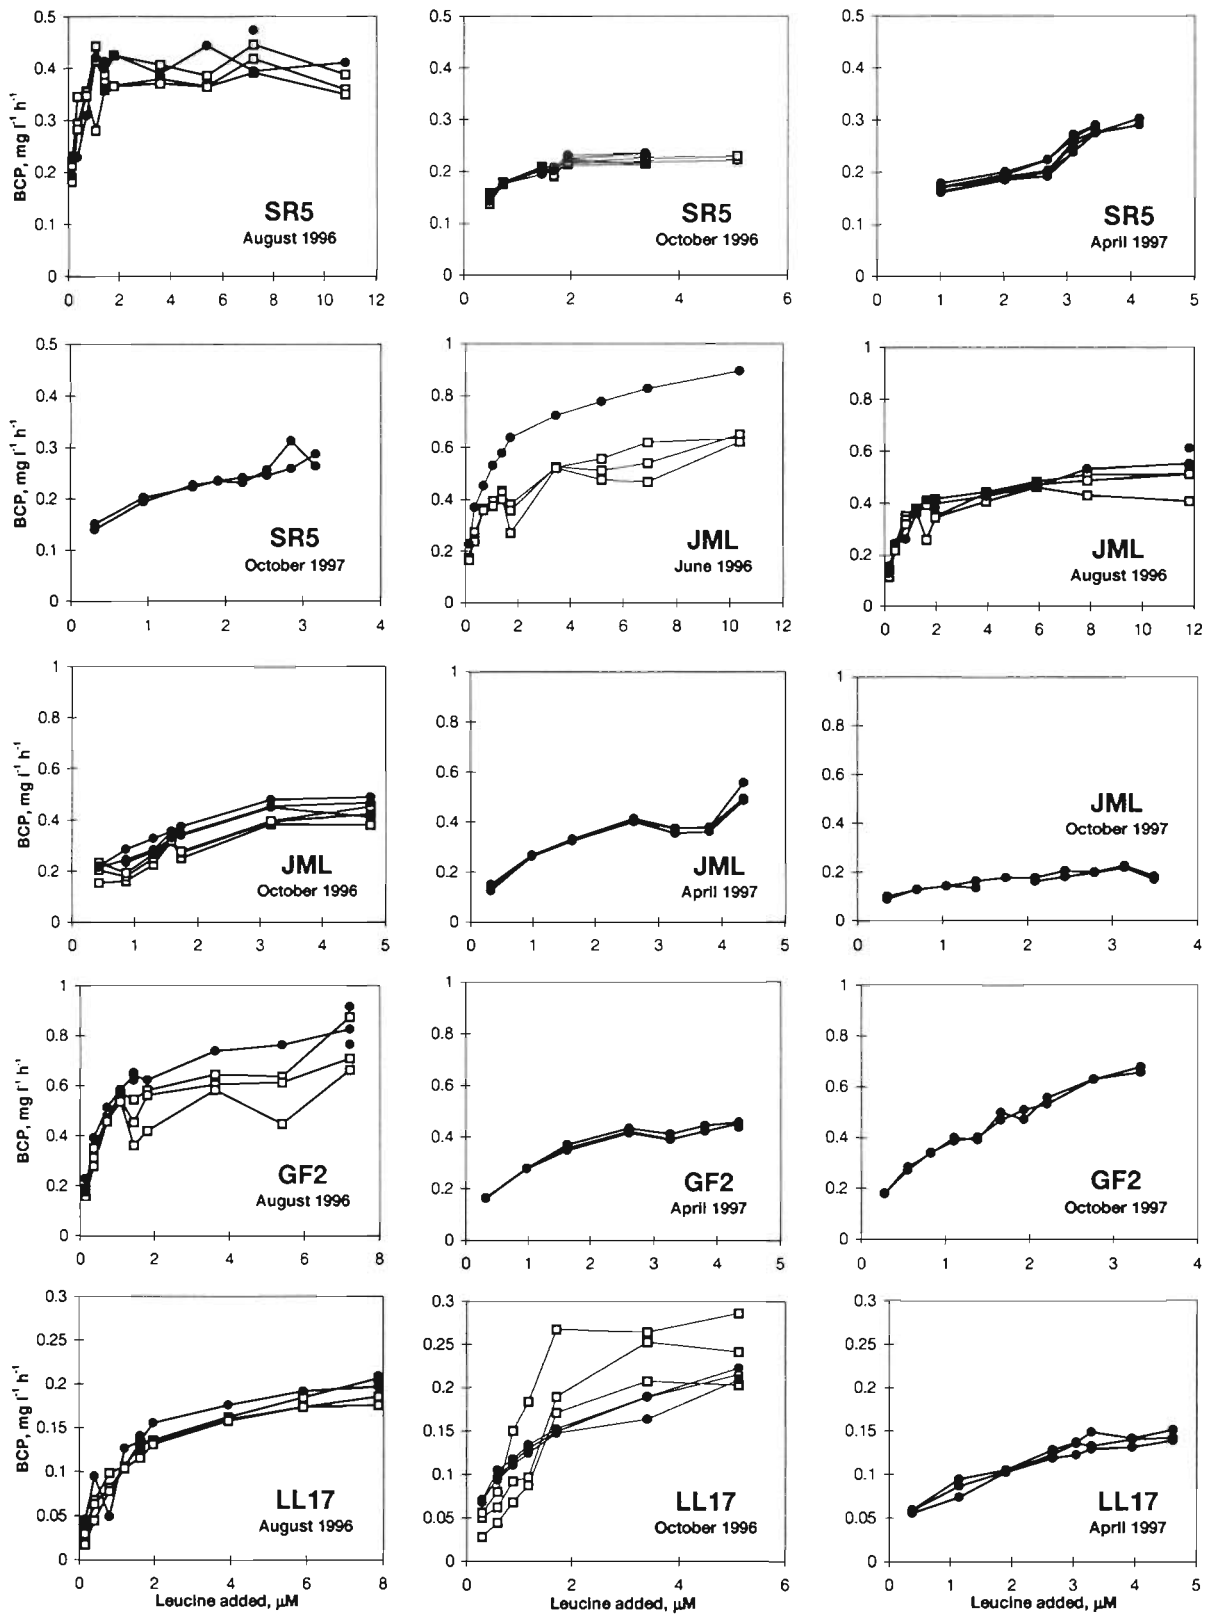 0.5 0.5 0.5
BCP, mg l⁻¹ h⁻¹
0.4 0.4 0.4
0.3 0.3 0.3
0.2 0.2 0.2
0.1 0.1 0.1
0 0 0
SR5 SR5 SR5
August 1996 October 1996 April 1997
0 2 4 6 8 10 12 0 2 4 6 0 1 2 3 4 5
0.5 1 1
BCP, mg l⁻¹ h⁻¹
0.4 0.8 0.8
0.3 0.6 0.6
0.2 0.4 0.4
0.1 0.2 0.2
0 0 0
SR5 JML JML
October 1997 June 1996 August 1996
0 1 2 3 4 0 2 4 6 8 10 12 0 2 4 6 8 10 12
1 1 1
BCP, mg l⁻¹ h⁻¹
0.8 0.8 0.8
0.6 0.6 0.6
0.4 0.4 0.4
0.2 0.2 0.2
0 0 0
JML JML JML
October 1996 April 1997 October 1997
0 1 2 3 4 5 0 1 2 3 4 5 0 1 2 3 4
1 1 1
BCP, mg l⁻¹ h⁻¹
0.8 0.8 0.8
0.6 0.6 0.6
0.4 0.4 0.4
0.2 0.2 0.2
0 0 0
GF2 GF2 GF2
August 1996 April 1997 October 1997
0 2 4 6 8 0 1 2 3 4 5 0 1 2 3 4
0.3 0.3 0.3
BCP, mg l⁻¹ h⁻¹
0.25 0.25 0.25
0.2 0.2 0.2
0.15 0.15 0.15
0.1 0.1 0.1
0.05 0.05 0.05
0 0 0
LL17 LL17 LL17
August 1996 October 1996 April 1997
0 2 4 6 8 0 2 4 6 0 1 2 3 4 5
Leucine added, μM Leucine added, μM Leucine added, μM